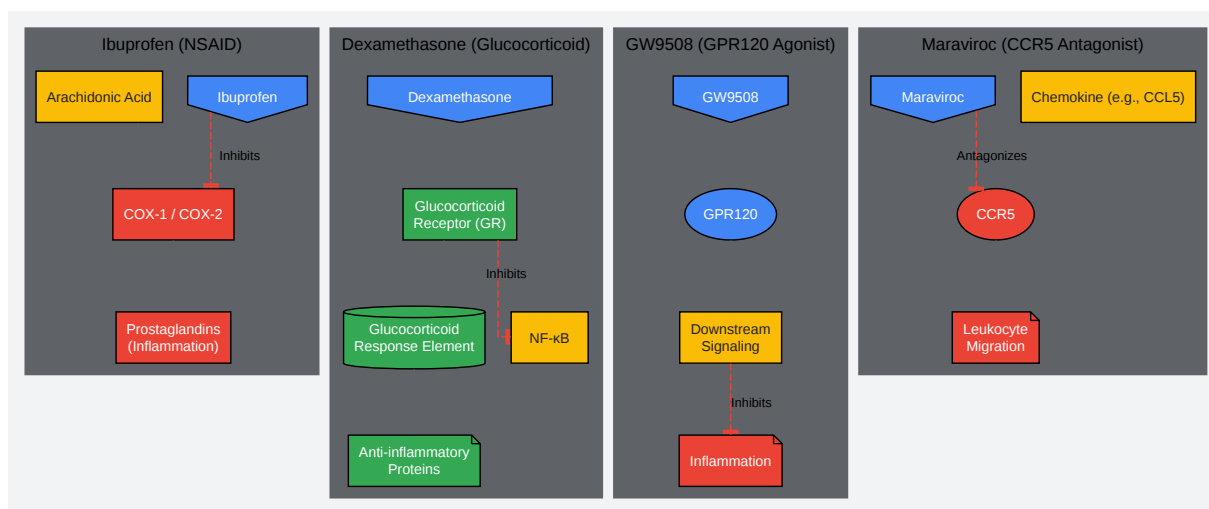 Ibuprofen (NSAID)
Arachidonic Acid
Ibuprofen
Inhibits
COX-1 / COX-2
Prostaglandins
(Inflammation)
Dexamethasone (Glucocorticoid)
Dexamethasone
Glucocorticoid
Receptor (GR)
Inhibits
Glucocorticoid
Response Element
NF-κB
Anti-inflammatory
Proteins
GW9508 (GPR120 Agonist)
GW9508
GPR120
Downstream
Signaling
Inhibits
Inflammation
Maraviroc (CCR5 Antagonist)
Maraviroc
Chemokine (e.g., CCL5)
Antagonizes
CCR5
Leukocyte
Migration